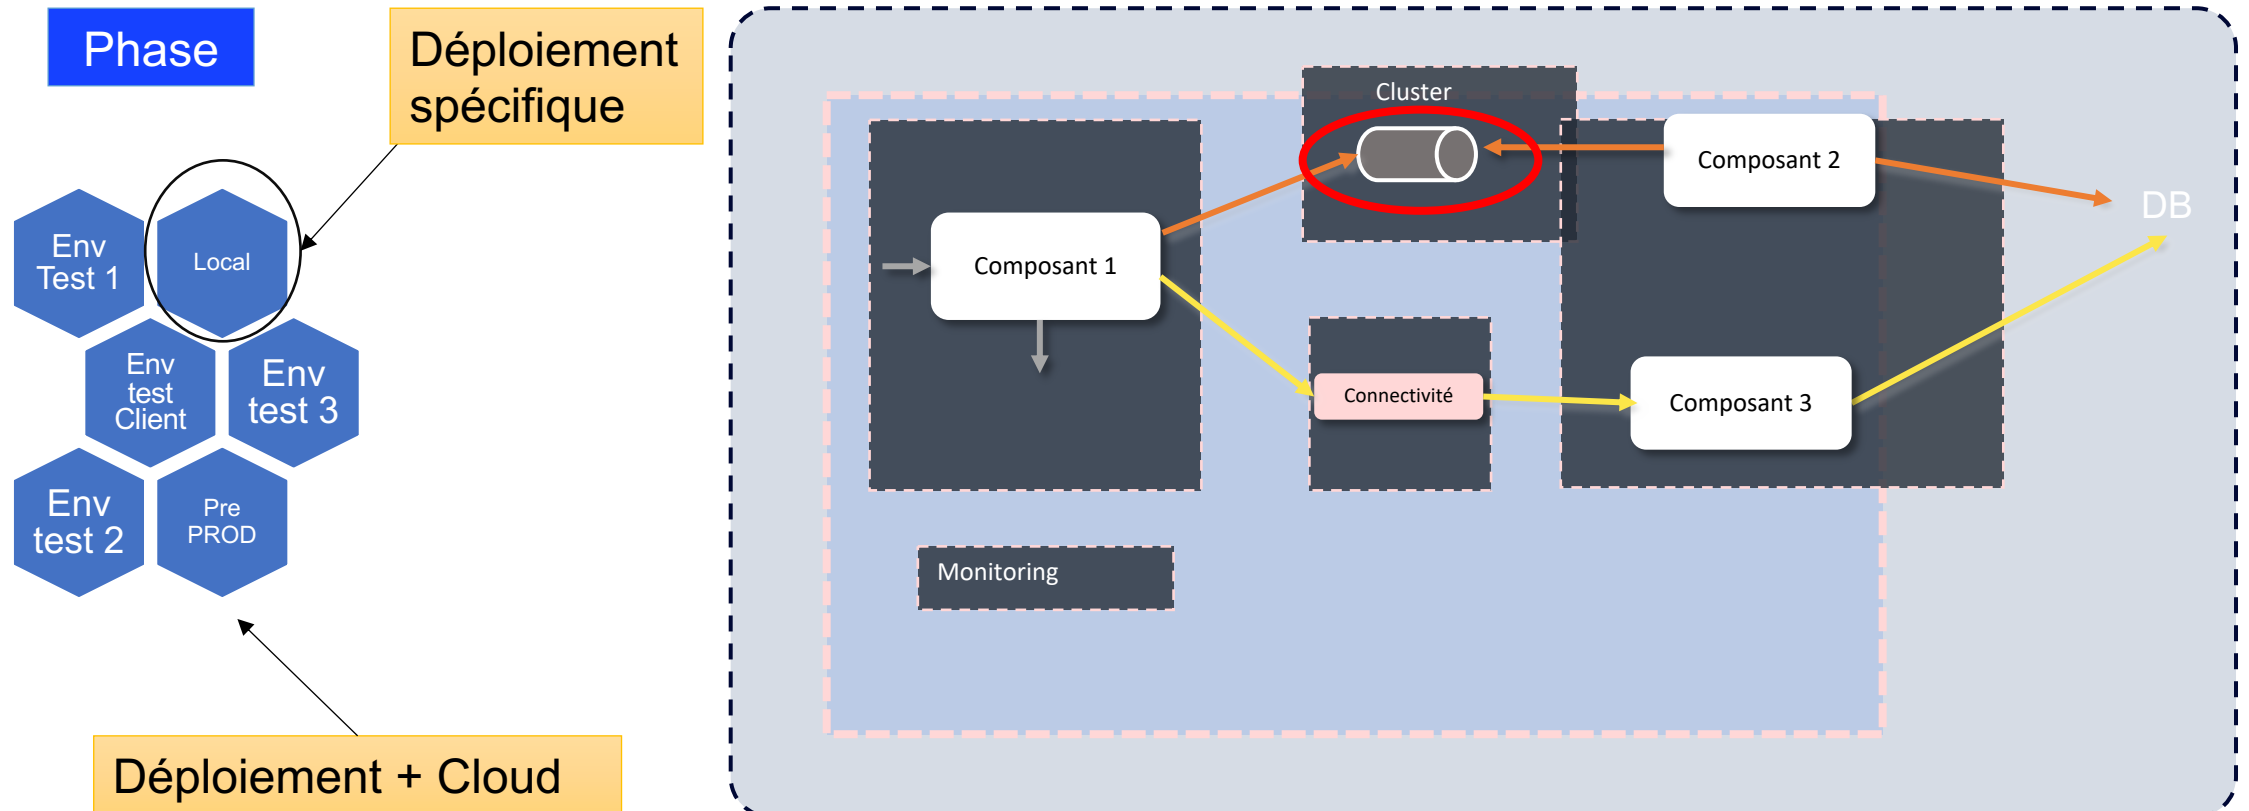 Phase
Déploiement
spécifique
Env
Test 1
Local
Env
test
Client
Env
test 3
Env
test 2
Pre
PROD
Déploiement + Cloud
Cluster
Composant 1
Composant 2
DB
Connectivité
Composant 3
Monitoring